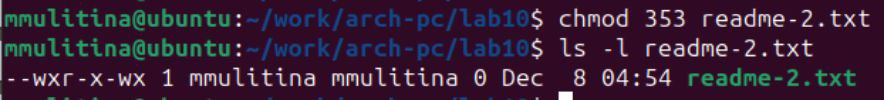 mmulitina@ubuntu:~/work/arch-pc/lab10$ chmod 353 readme-2.txt
mmulitina@ubuntu:~/work/arch-pc/lab10$ ls -l readme-2.txt
--wxr-x-wx 1 mmulitina mmulitina 0 Dec  8 04:54 readme-2.txt